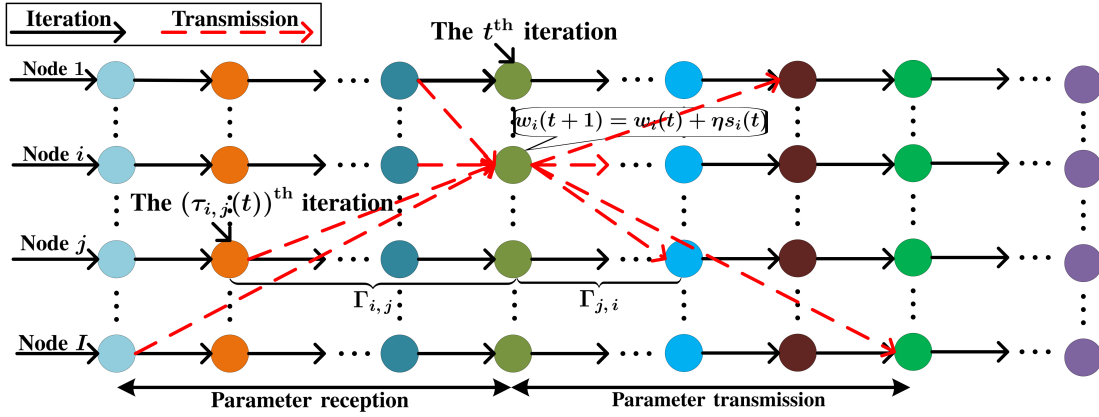 Iteration
Transmission
The t^th iteration
Node 1
w_i(t+1) = w_i(t) + ηs_i(t)
Node i
The (τ_{i,j}(t))^th iteration
Node j
Γ_{i,j}
Γ_{j,i}
Node I
Parameter reception
Parameter transmission